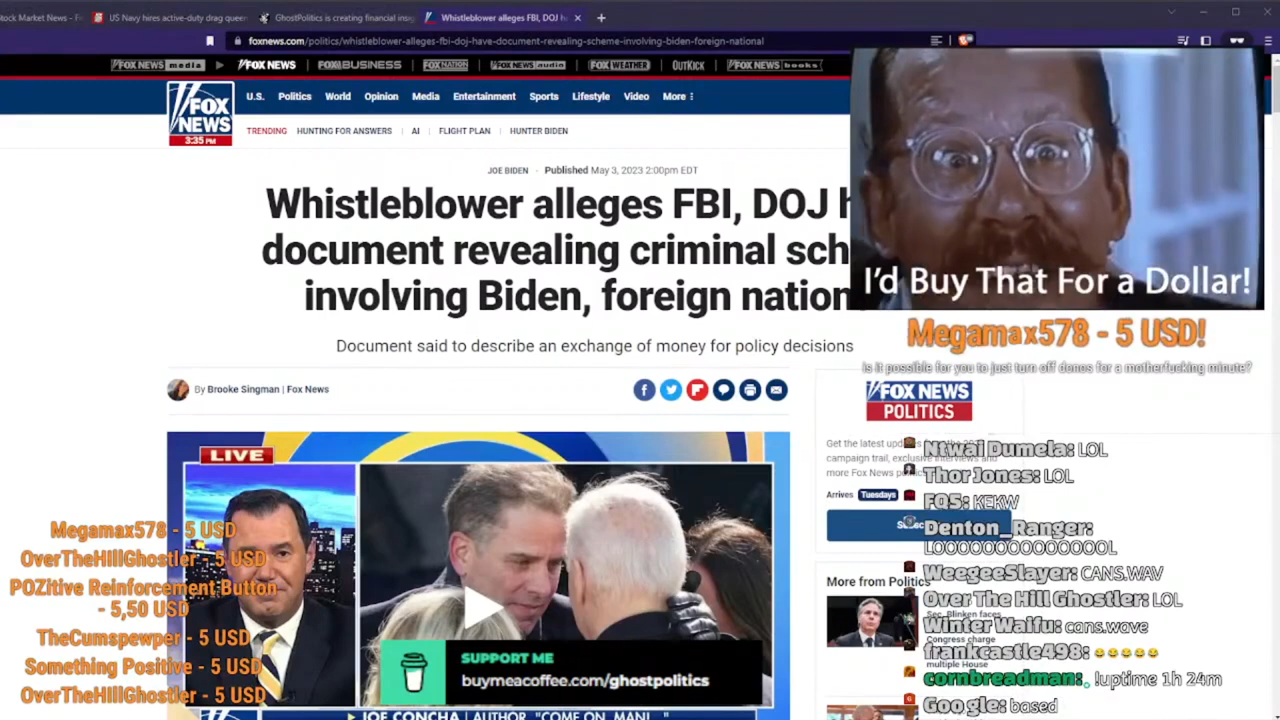 Stock Market News - F
US Navy hires active-duty drag queen
GhostPolitics is creating financial insig
Whistleblower alleges FBI, DOJ h
foxnews.com/politics/whistleblower-alleges-fbi-doj-have-document-revealing-scheme-involving-biden-foreign-national
FOX NEWS media
FOX NEWS
FOX BUSINESS
FOX NATION
FOX NEWS audio
FOX WEATHER
OUTKICK
FOX NEWS books
FOX NEWS
3:35 PM
U.S. Politics World Opinion Media Entertainment Sports Lifestyle Video More
TRENDING HUNTING FOR ANSWERS AI FLIGHT PLAN HUNTER BIDEN
JOE BIDEN · Published May 3, 2023 2:00pm EDT
Whistleblower alleges FBI, DOJ h
document revealing criminal sch
involving Biden, foreign nation
Document said to describe an exchange of money for policy decisions
By Brooke Singman | Fox News
I'd Buy That For a Dollar!
Megamax578 - 5 USD!
Is it possible for you to just turn off donos for a motherfucking minute?
FOX NEWS
POLITICS
Get the latest updates
campaign trail, exclusive interviews and
more Fox News
Arrives Tuesdays
More from Politics
Sec. Blinken faces
Congress charge
multiple House
Ntwai Dumela: LOL
Thor Jones: LOL
FQS: KEKW
Denton_Ranger:
LOOOOOOOOOOOOOOL
WeegeeSlayer: CANS.WAV
Over The Hill Ghostler: LOL
Winter Waifu: cans.wave
frankcastle498: 😂😂😂😂😂
cornbreadman: !uptime 1h 24m
Google: based
LIVE
Megamax578 - 5 USD
OverTheHIllGhostler - 5 USD
POZitive Reinforcement Button
- 5,50 USD
TheCumspewper - 5 USD
Something Positive - 5 USD
OverTheHIllGhostler - 5 USD
SUPPORT ME
buymeacoffee.com/ghostpolitics
JOE CONCHA | AUTHOR, "COME ON, MAN!..."